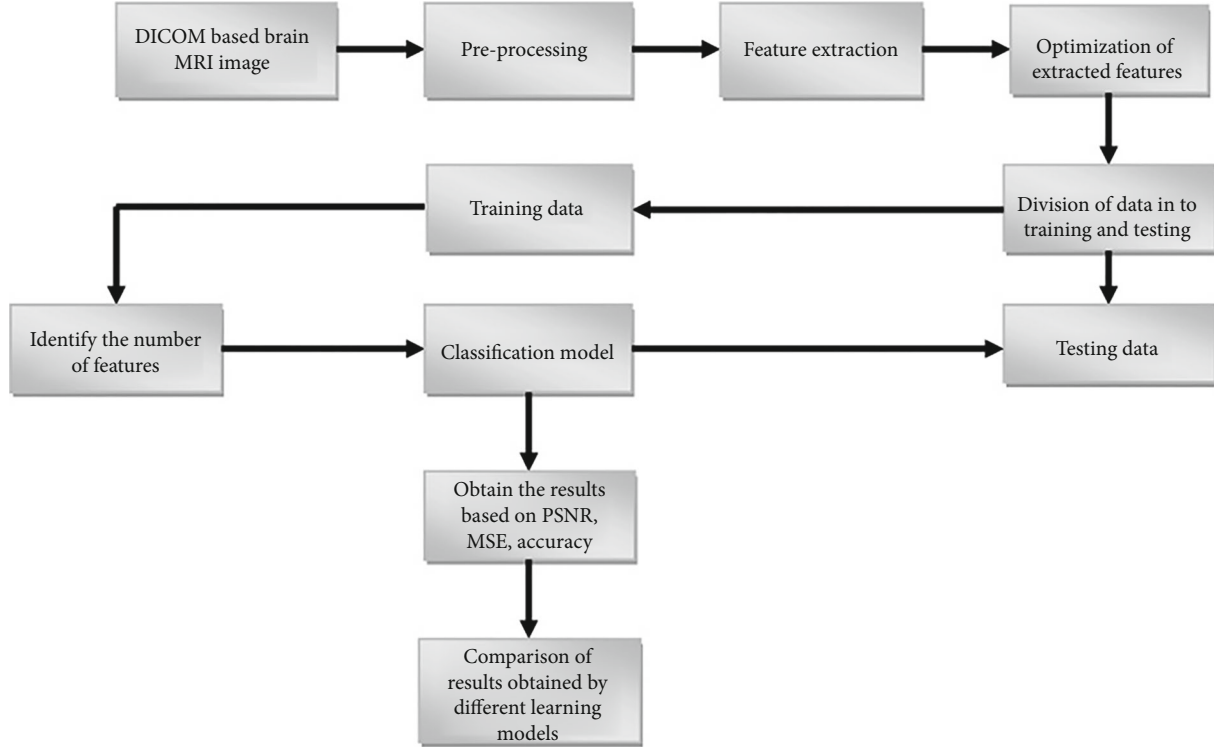 DICOM based brain
MRI image
Pre-processing
Feature extraction
Optimization of
extracted features
Training data
Division of data in to
training and testing
Identify the number
of features
Classification model
Testing data
Obtain the results
based on PSNR,
MSE, accuracy
Comparison of
results obtained by
different learning
models